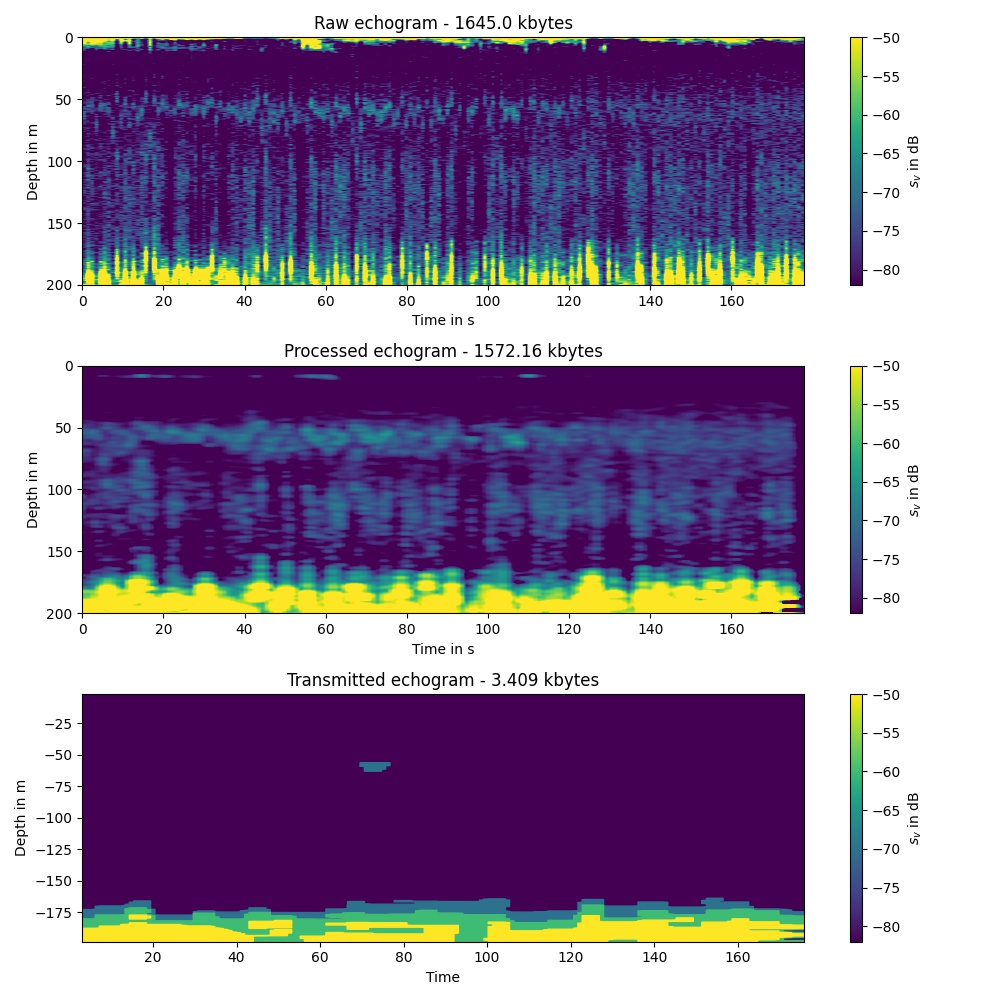 Raw echogram - 1645.0 kbytes
0
50
100
150
200
Depth in m
0 20 40 60 80 100 120 140 160
Time in s
−50
−55
−60
−65
−70
−75
−80
sv in dB
Processed echogram - 1572.16 kbytes
0
50
100
150
200
Depth in m
0 20 40 60 80 100 120 140 160
Time in s
−50
−55
−60
−65
−70
−75
−80
sv in dB
Transmitted echogram - 3.409 kbytes
−25
−50
−75
−100
−125
−150
−175
Depth in m
20 40 60 80 100 120 140 160
Time
−50
−55
−60
−65
−70
−75
−80
sv in dB